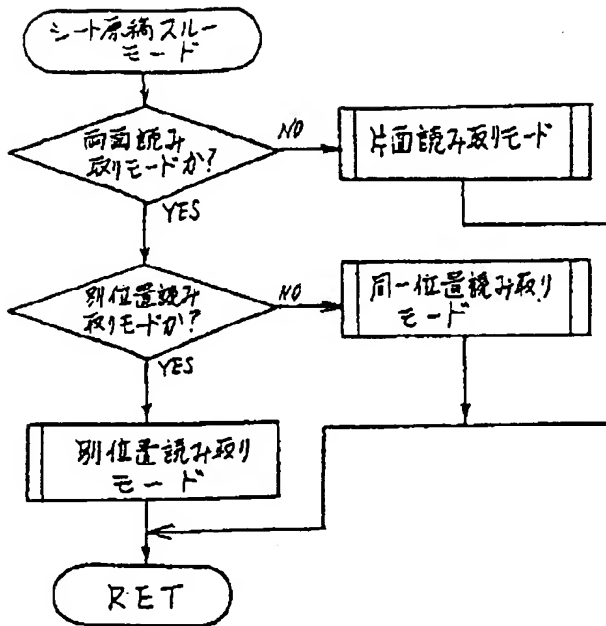 シート原稿スルー
モード
両面読み
取りモードか?
NO
片面読み取りモード
YES
別位置読み
取りモードか?
NO
同一位置読み取り
モード
YES
別位置読み取り
モード
RET